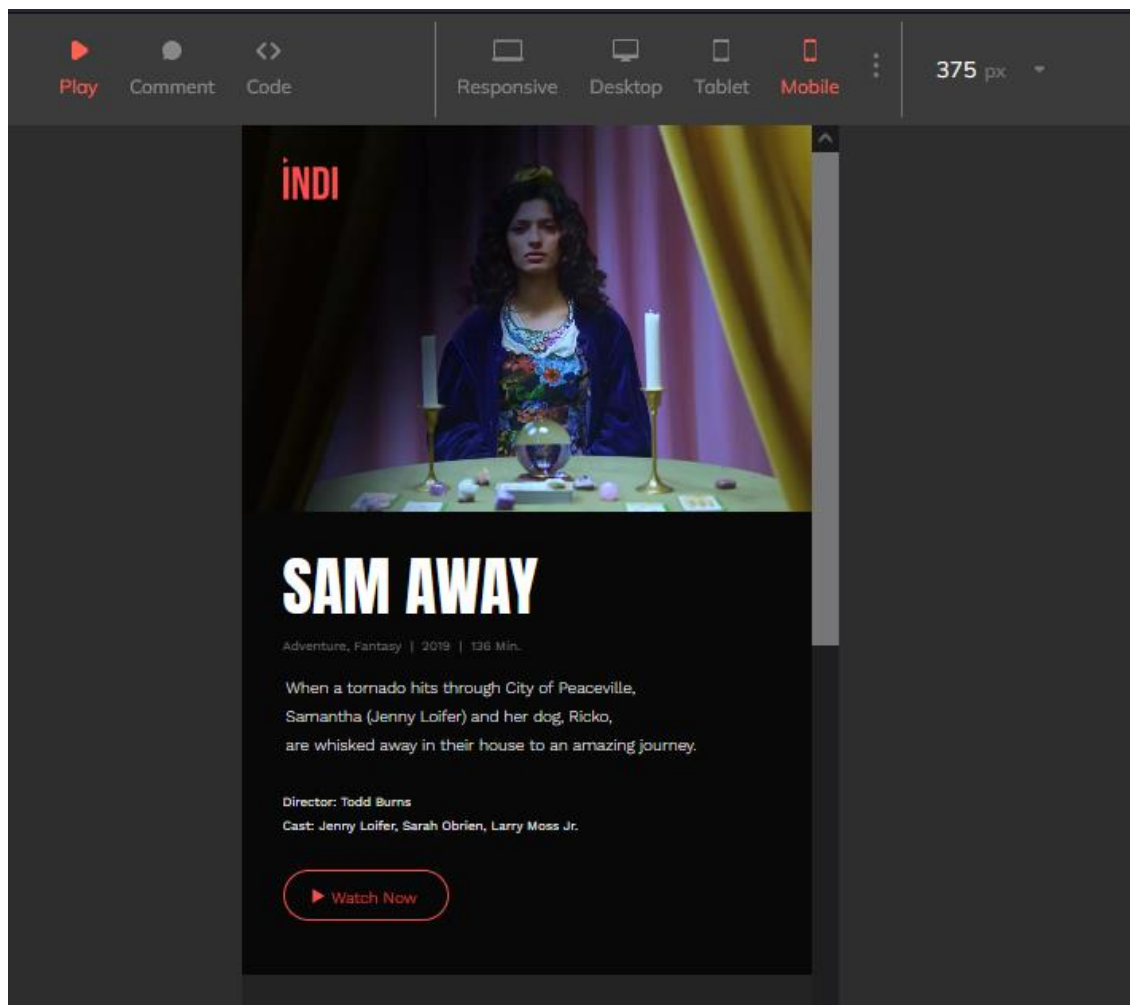 Play Comment Code Responsive Desktop Tablet Mobile 375 px
INDI
SAM AWAY
Adventure, Fantasy | 2019 | 136 Min.
When a tornado hits through City of Peaceville,
Samantha (Jenny Loifer) and her dog, Ricko,
are whisked away in their house to an amazing journey.
Director: Todd Burns
Cast: Jenny Loifer, Sarah Obrien, Larry Moss Jr.
Watch Now